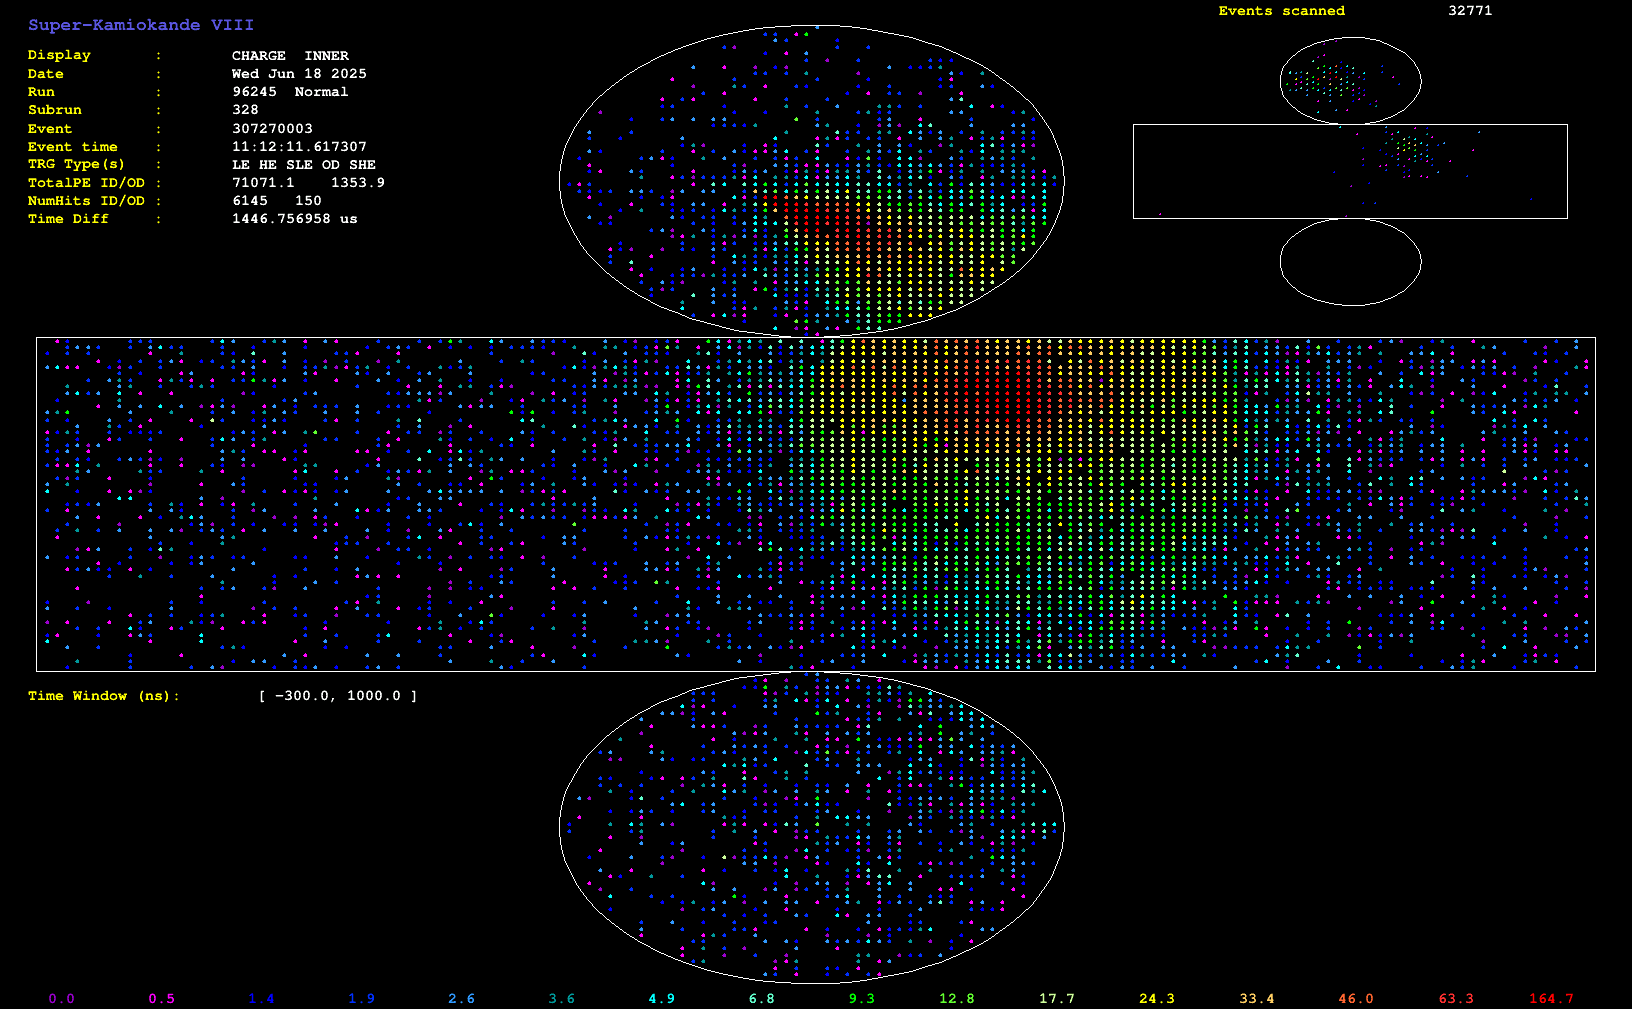 Super-Kamiokande VIII
Events scanned 32771
Display : CHARGE INNER
Date : Wed Jun 18 2025
Run : 96245 Normal
Subrun : 328
Event : 307270003
Event time : 11:12:11.617307
TRG Type(s) : LE HE SLE OD SHE
TotalPE ID/OD : 71071.1 1353.9
NumHits ID/OD : 6145 150
Time Diff : 1446.756958 us
Time Window (ns): [ -300.0, 1000.0 ]
0.0 0.5 1.4 1.9 2.6 3.6 4.9 6.8 9.3 12.8 17.7 24.3 33.4 46.0 63.3 164.7